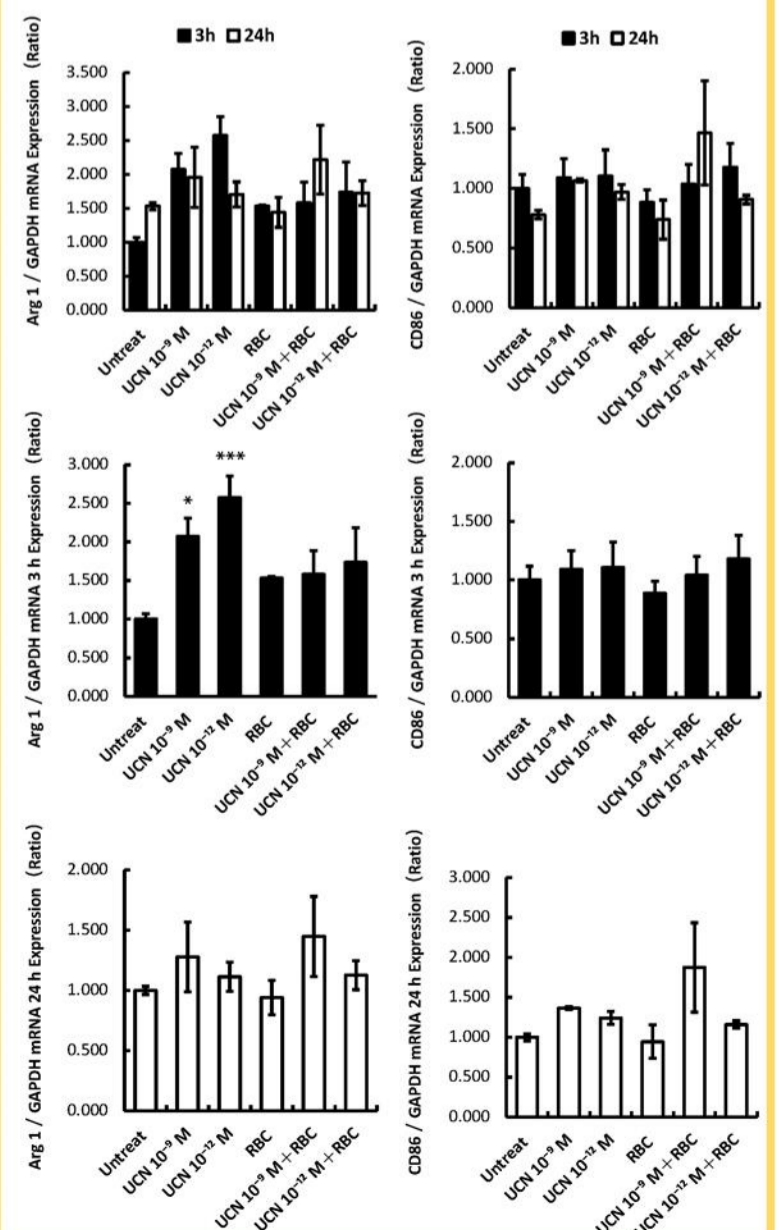 ■ 3h □ 24h
Arg 1 / GAPDH mRNA Expression (Ratio)
3.500
3.000
2.500
2.000
1.500
1.000
0.500
0.000
Untreat
UCN 10⁻⁹ M
UCN 10⁻¹² M
RBC
UCN 10⁻⁹ M+RBC
UCN 10⁻¹² M+RBC
■ 3h □ 24h
CD86 / GAPDH mRNA Expression (Ratio)
2.000
1.500
1.000
0.500
0.000
Untreat
UCN 10⁻⁹ M
UCN 10⁻¹² M
RBC
UCN 10⁻⁹ M+RBC
UCN 10⁻¹² M+RBC
Arg 1 / GAPDH mRNA 3 h Expression (Ratio)
3.000
2.500
2.000
1.500
1.000
0.500
0.000
*
***
Untreat
UCN 10⁻⁹ M
UCN 10⁻¹² M
RBC
UCN 10⁻⁹ M+RBC
UCN 10⁻¹² M+RBC
CD86 / GAPDH mRNA 3 h Expression (Ratio)
2.000
1.500
1.000
0.500
0.000
Untreat
UCN 10⁻⁹ M
UCN 10⁻¹² M
RBC
UCN 10⁻⁹ M+RBC
UCN 10⁻¹² M+RBC
Arg 1 / GAPDH mRNA 24 h Expression (Ratio)
2.000
1.500
1.000
0.500
0.000
Untreat
UCN 10⁻⁹ M
UCN 10⁻¹² M
RBC
UCN 10⁻⁹ M+RBC
UCN 10⁻¹² M+RBC
CD86 / GAPDH mRNA 24 h Expression (Ratio)
3.000
2.500
2.000
1.500
1.000
0.500
0.000
Untreat
UCN 10⁻⁹ M
UCN 10⁻¹² M
RBC
UCN 10⁻⁹ M+RBC
UCN 10⁻¹² M+RBC